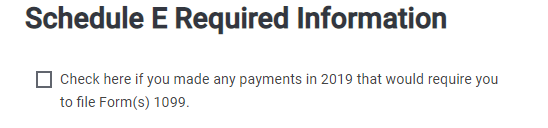 Schedule E Required Information
Check here if you made any payments in 2019 that would require you
to file Form(s) 1099.